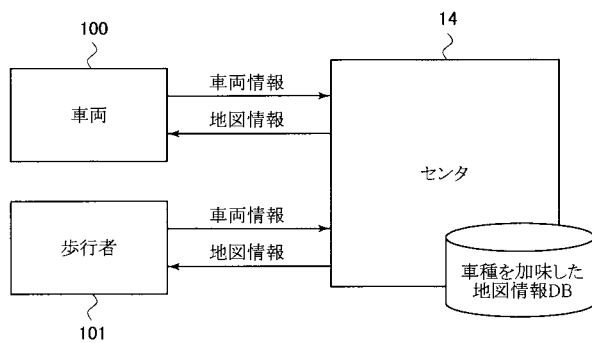 100
車両
車両情報
地図情報
14
センタ
歩行者
101
車両情報
地図情報
車種を加味した
地図情報DB